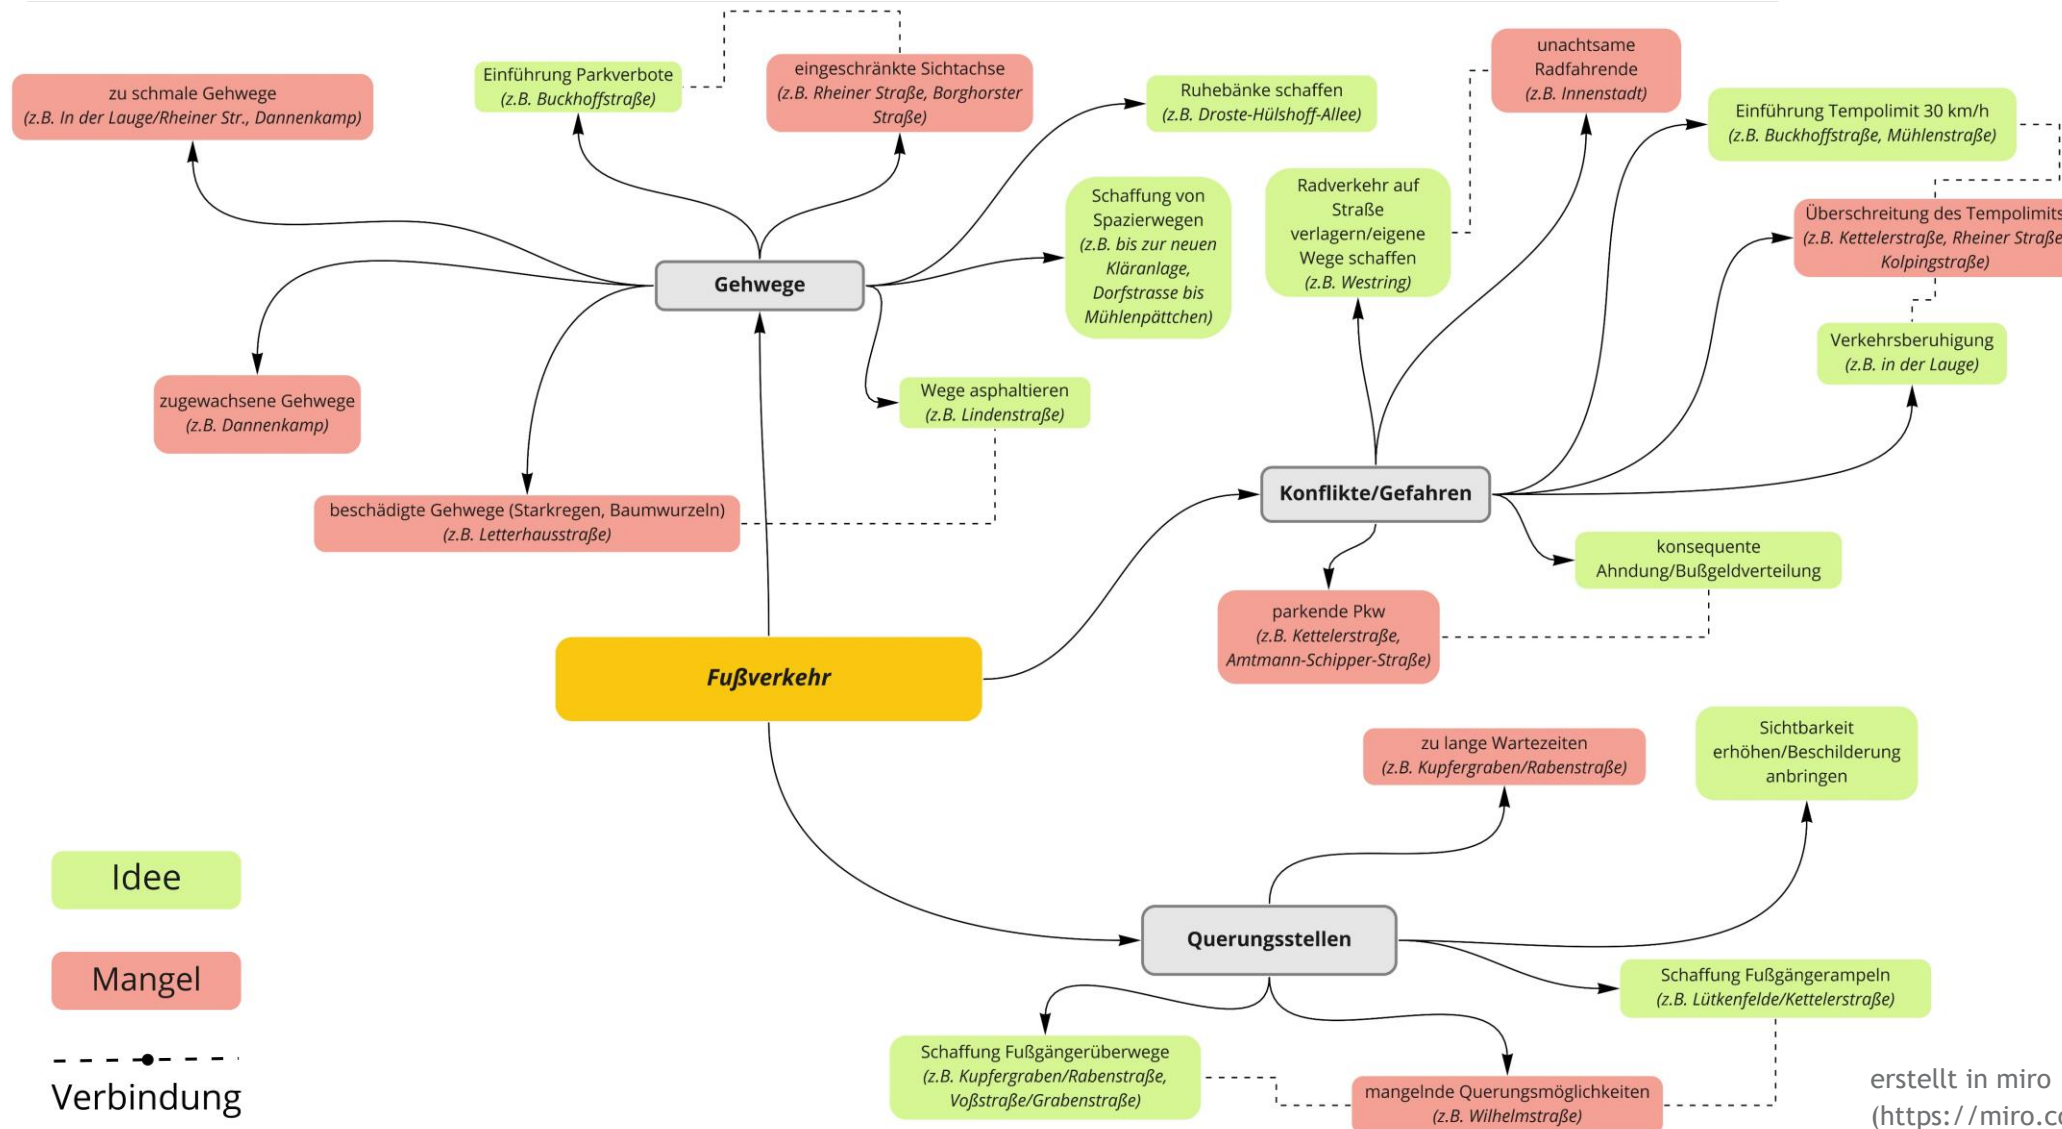 zu schmale Gehwege
(z.B. In der Lauge/Rheiner Str., Dannenkamp)
Einführung Parkverbote
(z.B. Buckhoffstraße)
eingeschränkte Sichtachse
(z.B. Rheiner Straße, Borghorster
Straße)
Ruhebänke schaffen
(z.B. Droste-Hülshoff-Allee)
Schaffung von
Spazierwegen
(z.B. bis zur neuen
Kläranlage,
Dorfstrasse bis
Mühlenpättchen)
Gehwege
zugewachsene Gehwege
(z.B. Dannenkamp)
Wege asphaltieren
(z.B. Lindenstraße)
beschädigte Gehwege (Starkregen, Baumwurzeln)
(z.B. Letterhausstraße)
unachtsame
Radfahrende
(z.B. Innenstadt)
Einführung Tempolimit 30 km/h
(z.B. Buckhoffstraße, Mühlenstraße)
Radverkehr auf
Straße
verlagern/eigene
Wege schaffen
(z.B. Westring)
Überschreitung des Tempolimits
(z.B. Kettelerstraße, Rheiner Straße
Kolpingstraße)
Verkehrsberuhigung
(z.B. in der Lauge)
Konflikte/Gefahren
konsequente
Ahndung/Bußgeldverteilung
parkende Pkw
(z.B. Kettelerstraße,
Amtmann-Schipper-Straße)
Fußverkehr
zu lange Wartezeiten
(z.B. Kupfergraben/Rabenstraße)
Sichtbarkeit
erhöhen/Beschilderung
anbringen
Querungsstellen
Schaffung Fußgängerampeln
(z.B. Lütkenfelde/Kettelerstraße)
Schaffung Fußgängerüberwege
(z.B. Kupfergraben/Rabenstraße,
Voßstraße/Grabenstraße)
mangelnde Querungsmöglichkeiten
(z.B. Wilhelmstraße)
Idee
Mangel
Verbindung
erstellt in miro
(https://miro.co